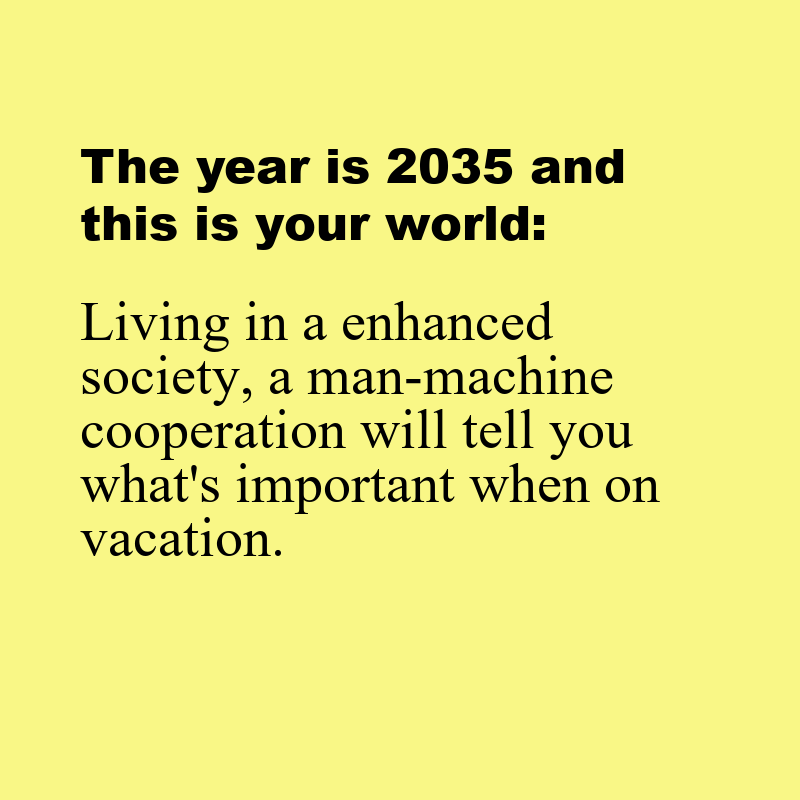 The year is 2035 and
this is your world:
Living in a enhanced
society, a man-machine
cooperation will tell you
what's important when on
vacation.